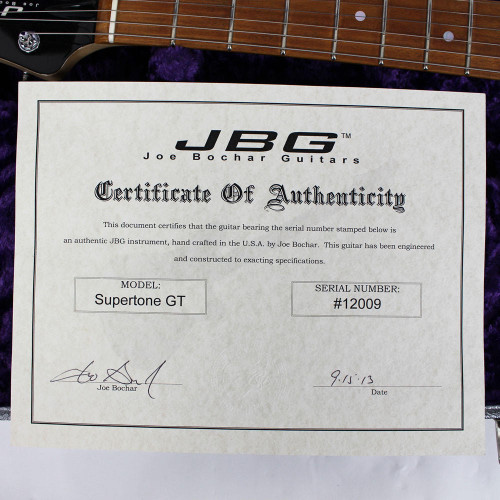 JBG™
Joe Bochar Guitars
Certificate Of Authenticity
This document certifies that the guitar bearing the serial number stamped below is
an authentic JBG instrument, hand crafted in the U.S.A. by Joe Bochar. This guitar has been engineered
and constructed to exacting specifications.
MODEL:
Supertone GT
SERIAL NUMBER:
#12009
Joe Bochar
9.15.13
Date